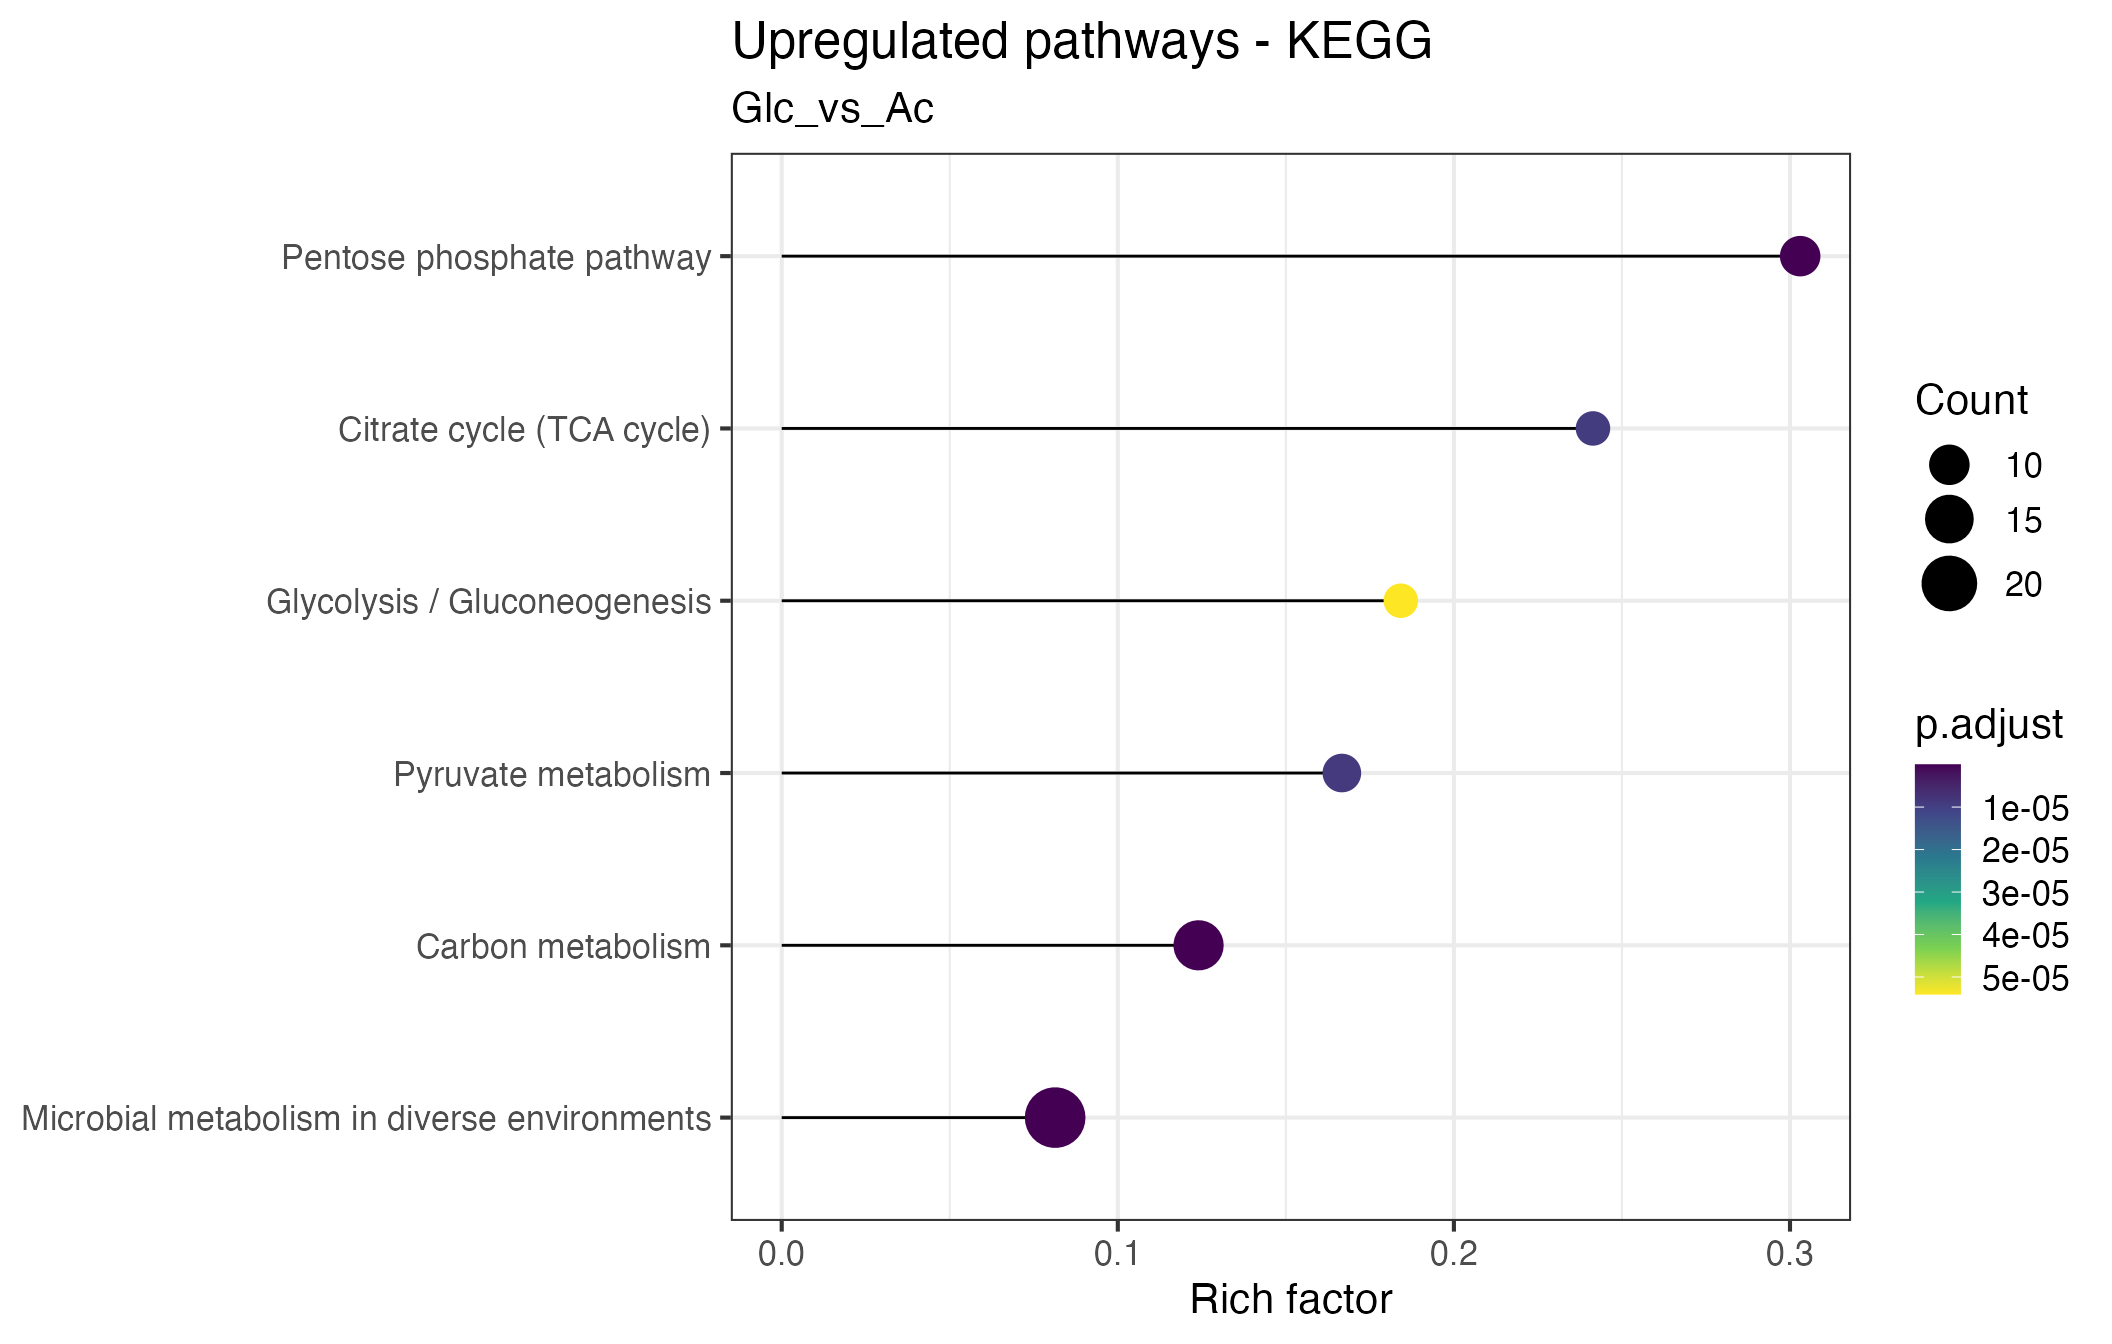 Upregulated pathways - KEGG
Glc_vs_Ac
Pentose phosphate pathway
Citrate cycle (TCA cycle)
Glycolysis / Gluconeogenesis
Pyruvate metabolism
Carbon metabolism
Microbial metabolism in diverse environments
0.0 0.1 0.2 0.3
Rich factor
Count
10
15
20
p.adjust
1e-05
2e-05
3e-05
4e-05
5e-05